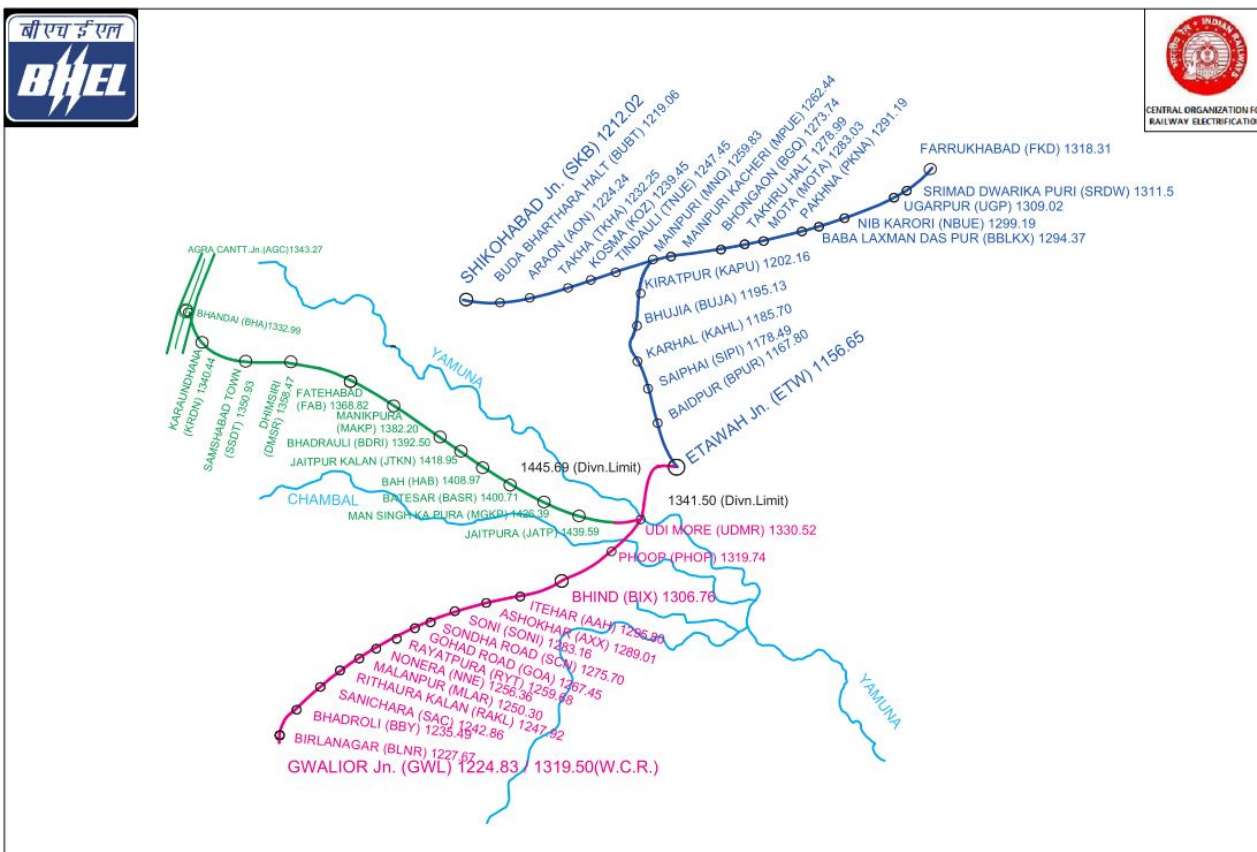 बी एच ई एल
BHEL
INDIAN RAILWAYS
भारतीय रेल
CENTRAL ORGANIZATION FO
RAILWAY ELECTRIFICATION
SHIKOHABAD Jn. (SKB) 1212.02
BUDA BHARTHARA HALT (BUBT) 1219.06
ARAON (AON) 1224.24
TAKHA (TKHA) 1232.25
KOSMA (KOZ) 1239.45
TINDAULI (TNUE) 1247.45
MAINPURI (MNQ) 1259.83
MAINPURI KACHERI (MPUE) 1262.44
BHONGAON (BGQ) 1273.74
TAKHRU HALT 1278.99
MOTA (MOTA) 1283.03
PAKHNA (PKNA) 1291.19
FARRUKHABAD (FKD) 1318.31
SRIMAD DWARIKA PURI (SRDW) 1311.5
UGARPUR (UGP) 1309.02
NIB KARORI (NBUE) 1299.19
BABA LAXMAN DAS PUR (BBLKX) 1294.37
KIRATPUR (KAPU) 1202.16
BHUJIA (BUJA) 1195.13
KARHAL (KAHL) 1185.70
SAIPHAI (SIPI) 1178.49
BAIDPUR (BPUR) 1167.80
ETAWAH Jn. (ETW) 1156.65
AGRA CANTT.Jn.(AGC)1343.27
BHANDAI (BHA)1332.99
KARAUNDHANA
(KRDN) 1340.44
SAMSHABAD TOWN
(SSDT) 1350.93
DHIMSIRI
(DMSR) 1358.47
FATEHABAD
(FAB) 1368.82
MANIKPURA
(MAKP) 1382.20
BHADRAULI (BDRI) 1392.50
JAITPUR KALAN (JTKN) 1418.95
BAH (HAB) 1408.97
BATESAR (BASR) 1400.71
MAN SINGH KA PURA (MGKP) 1426.39
JAITPURA (JATP) 1439.59
YAMUNA
CHAMBAL
1445.69 (Divn.Limit)
1341.50 (Divn.Limit)
UDI MORE (UDMR) 1330.52
PHOOP (PHOP) 1319.74
BHIND (BIX) 1306.76
ITEHAR (AAH) 1295.80
ASHOKHAR (AXX) 1289.01
SONI (SONI) 1283.16
SONDHA ROAD (SCN) 1275.70
GOHAD ROAD (GOA) 1267.45
RAYATPURA (RYT) 1259.68
NONERA (NNE) 1256.36
MALANPUR (MLAR) 1250.30
RITHAURA KALAN (RAKL) 1247.92
SANICHARA (SAC) 1242.86
BHADROLI (BBY) 1235.49
BIRLANAGAR (BLNR) 1227.67
GWALIOR Jn. (GWL) 1224.83 / 1319.50(W.C.R.)
YAMUNA